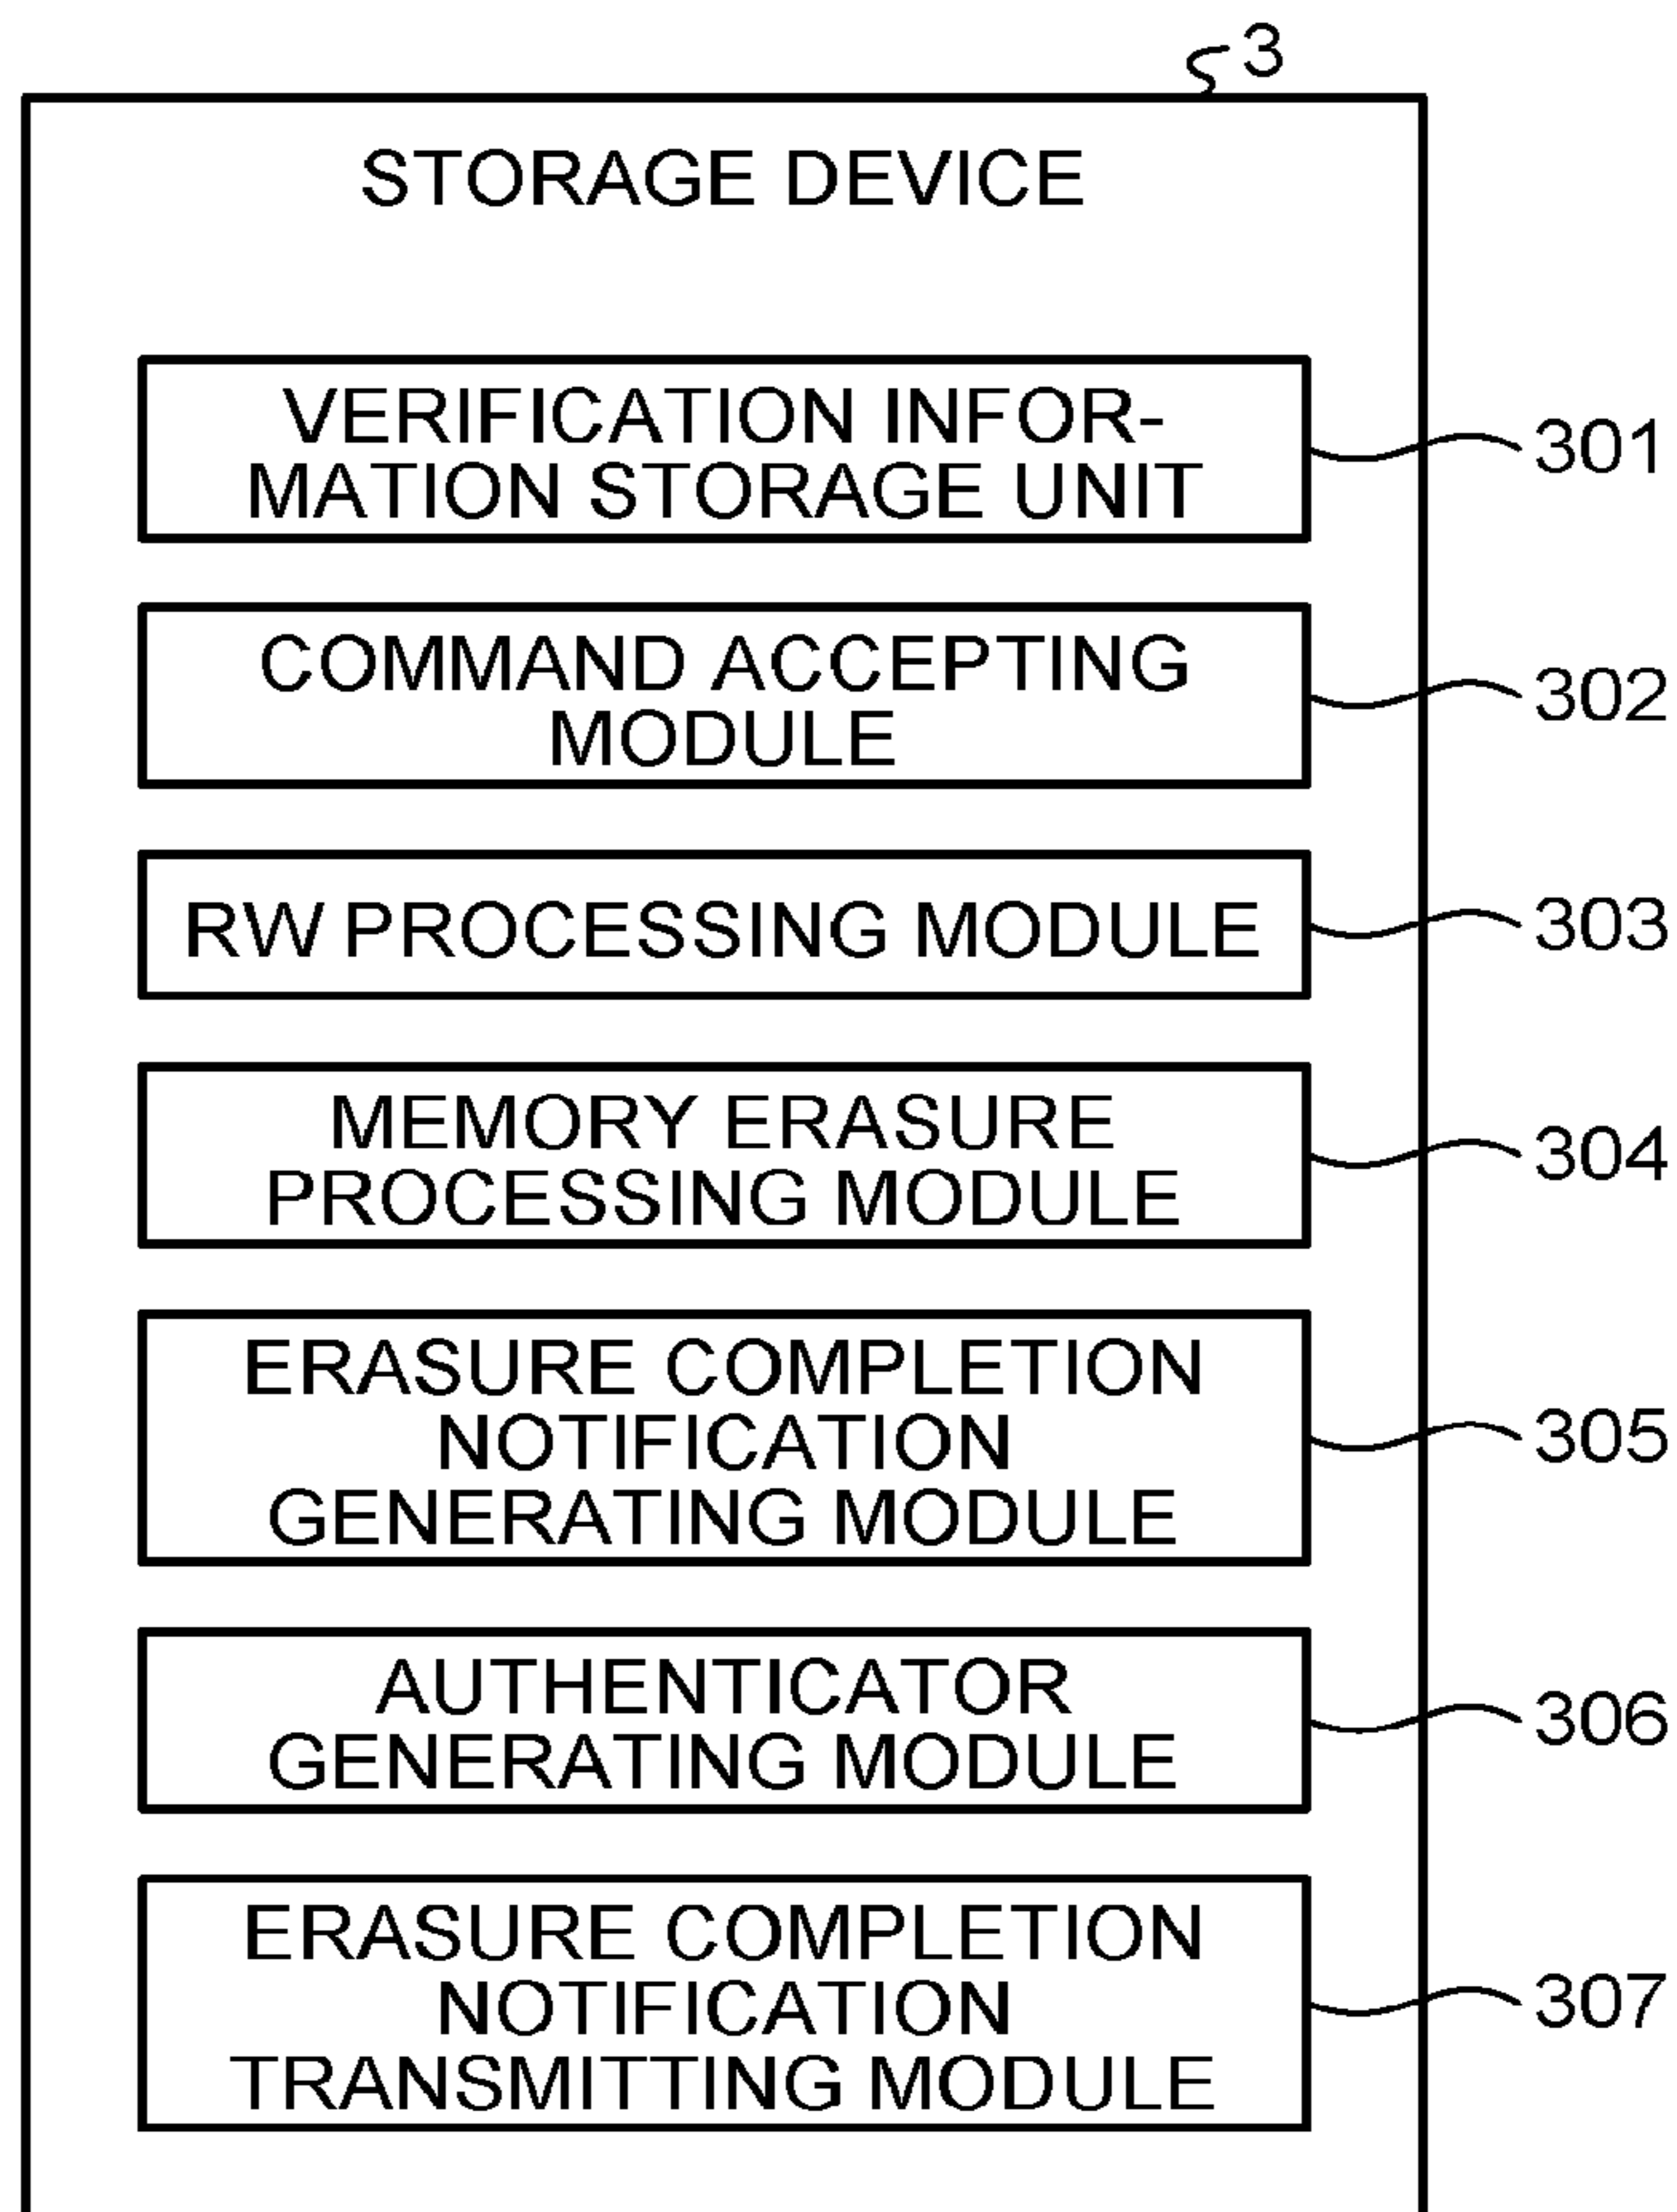 3
STORAGE DEVICE
VERIFICATION INFOR-
MATION STORAGE UNIT
301
COMMAND ACCEPTING
MODULE
302
RW PROCESSING MODULE
303
MEMORY ERASURE
PROCESSING MODULE
304
ERASURE COMPLETION
NOTIFICATION
GENERATING MODULE
305
AUTHENTICATOR
GENERATING MODULE
306
ERASURE COMPLETION
NOTIFICATION
TRANSMITTING MODULE
307